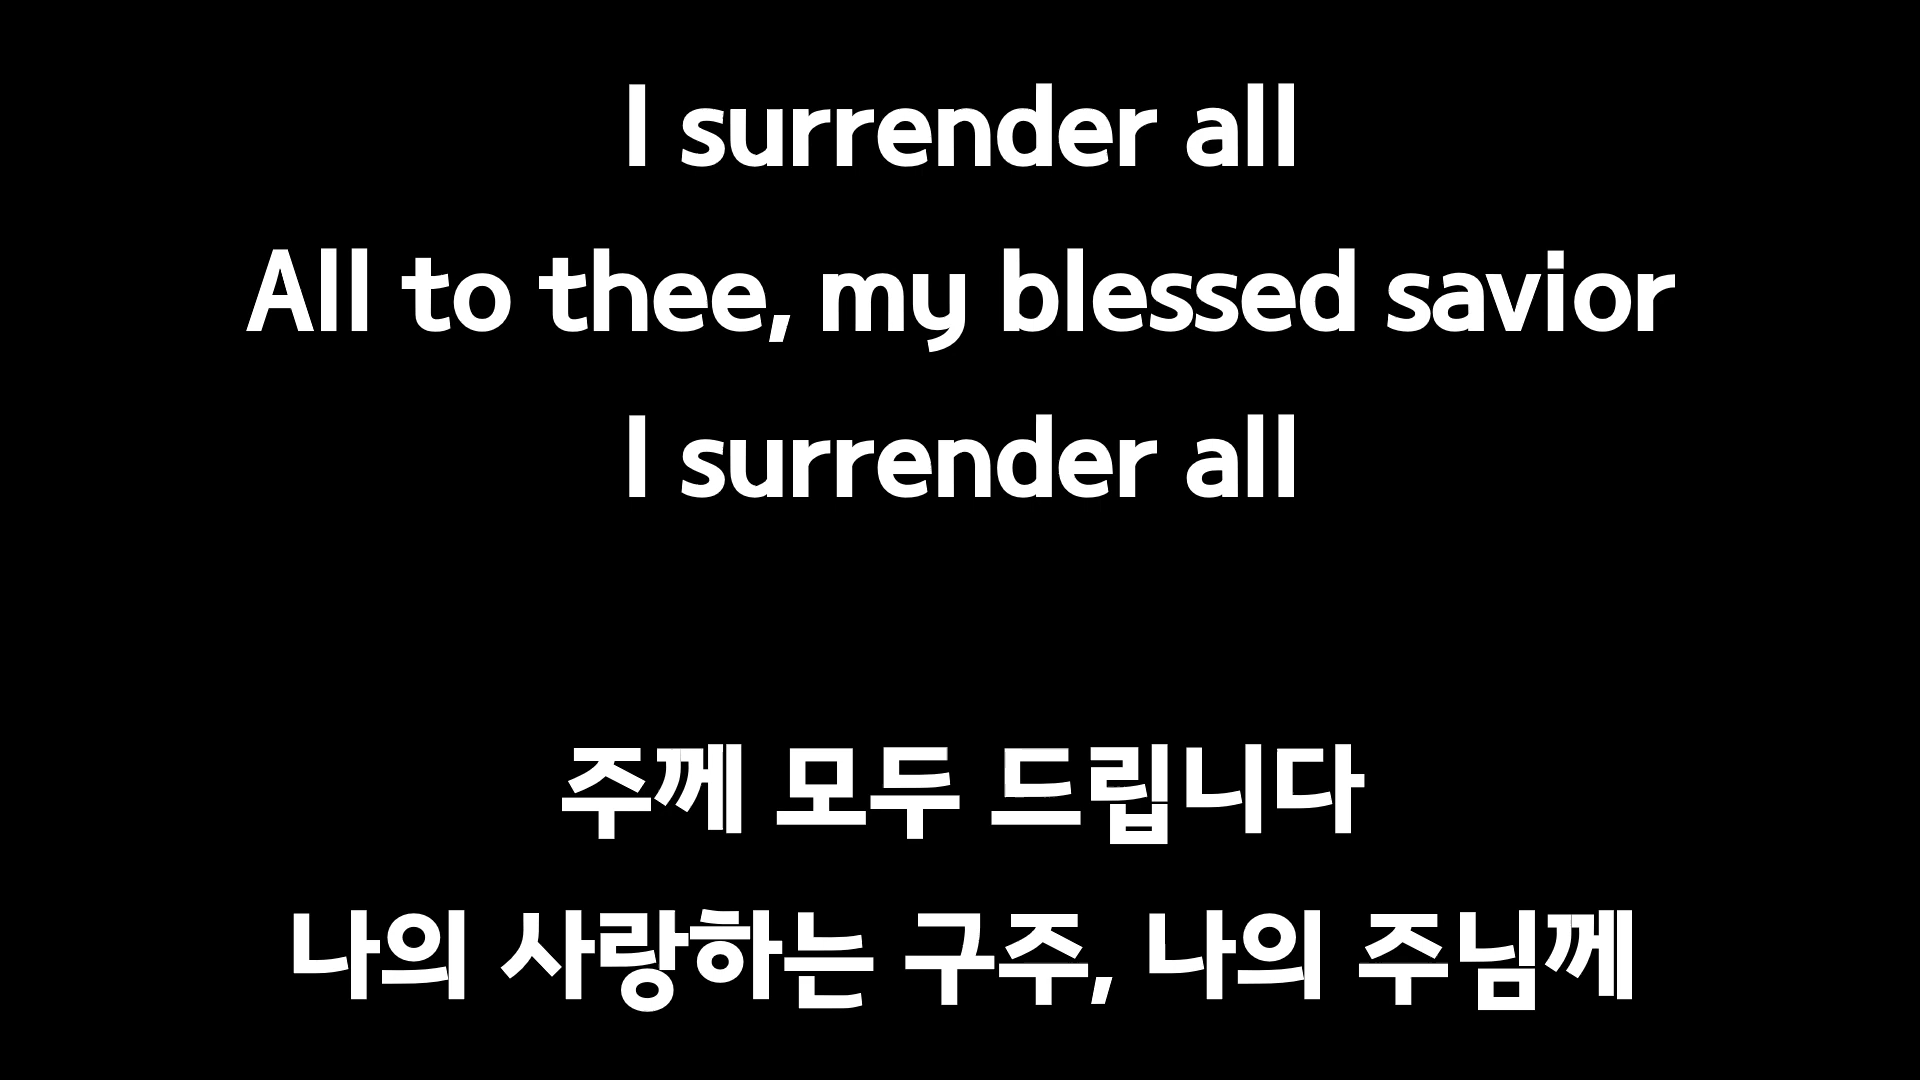 I surrender all
All to thee, my blessed savior
I surrender all
주께 모두 드립니다
나의 사랑하는 구주, 나의 주님께